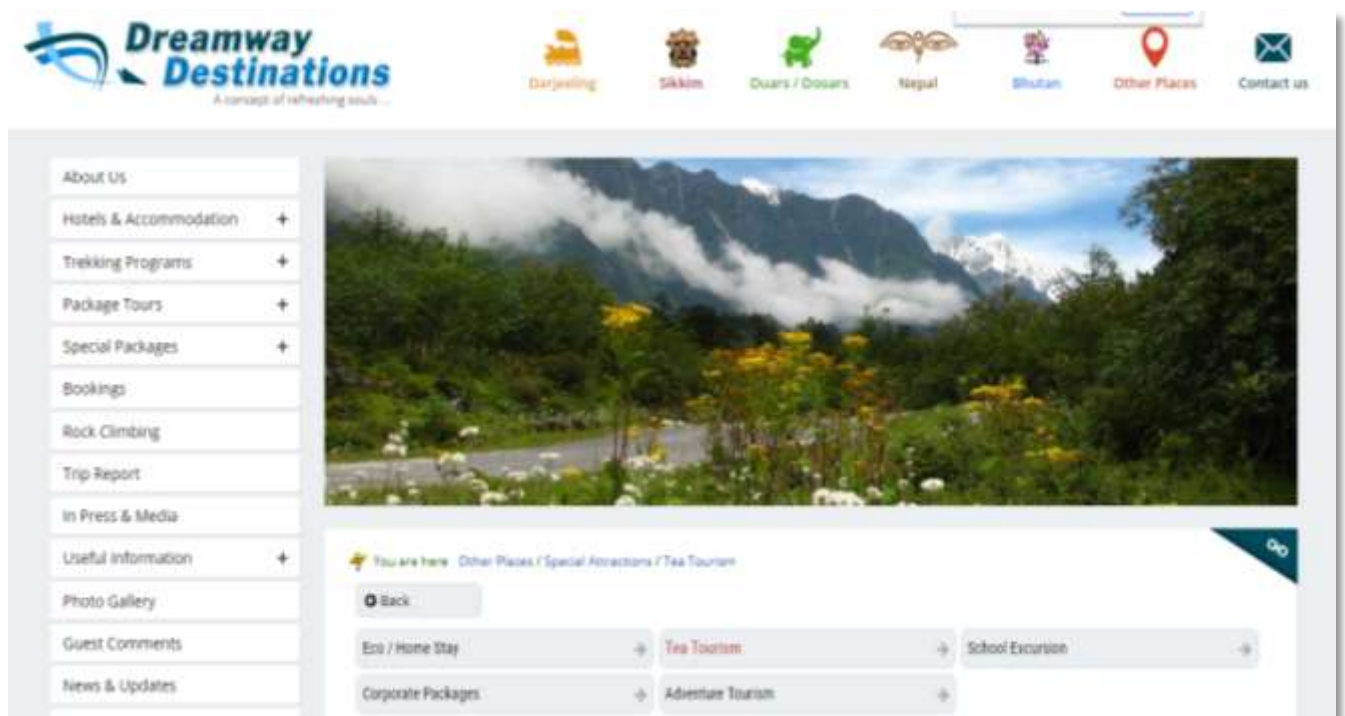 Dreamway
Destinations
A concept of refreshing souls ...
Darjeeling
Sikkim
Duars / Dooars
Nepal
Bhutan
Other Places
Contact us
About Us
Hotels & Accommodation +
Trekking Programs +
Package Tours +
Special Packages +
Bookings
Rock Climbing
Trip Report
In Press & Media
Useful Information +
Photo Gallery
Guest Comments
News & Updates
You are here Other Places / Special Attractions / Tea Tourism
Back
Eco / Home Stay
Tea Tourism
School Excursion
Corporate Packages
Adventure Tourism